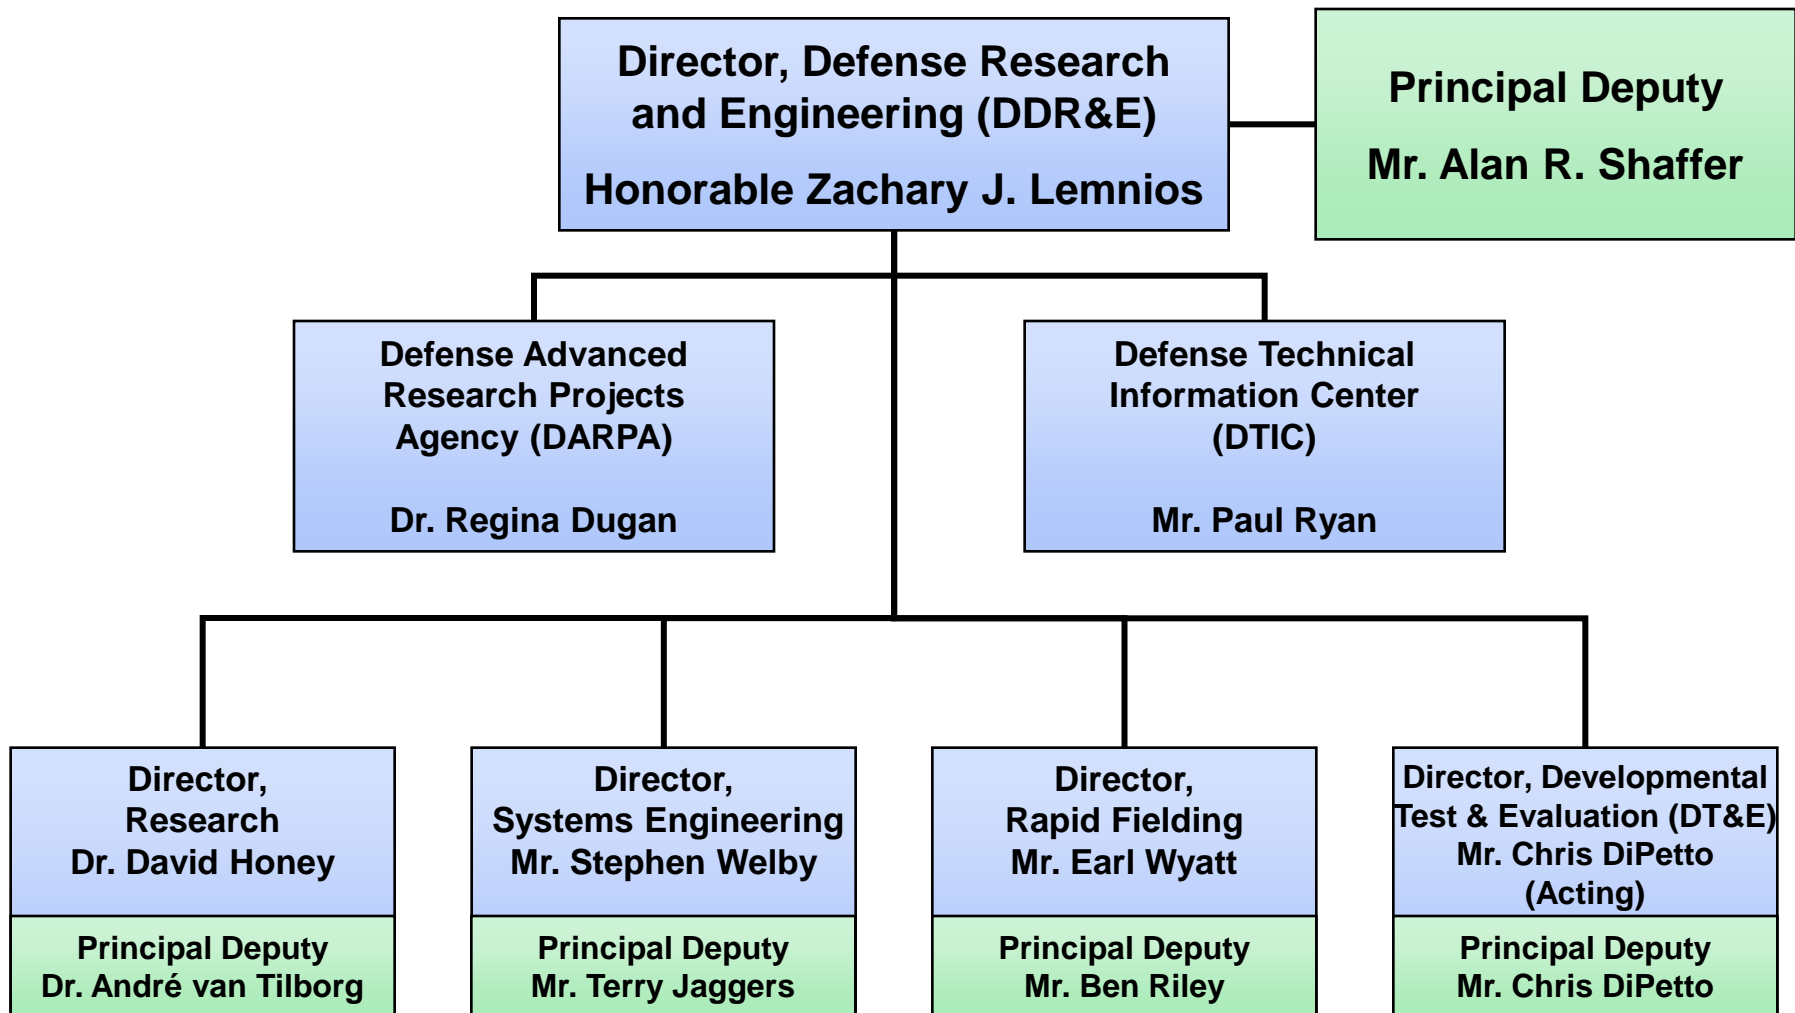 Director, Defense Research
and Engineering (DDR&E)
Honorable Zachary J. Lemnios
Principal Deputy
Mr. Alan R. Shaffer
Defense Advanced
Research Projects
Agency (DARPA)
Dr. Regina Dugan
Defense Technical
Information Center
(DTIC)
Mr. Paul Ryan
Director,
Research
Dr. David Honey
Principal Deputy
Dr. André van Tilborg
Director,
Systems Engineering
Mr. Stephen Welby
Principal Deputy
Mr. Terry Jaggers
Director,
Rapid Fielding
Mr. Earl Wyatt
Principal Deputy
Mr. Ben Riley
Director, Developmental
Test & Evaluation (DT&E)
Mr. Chris DiPetto
(Acting)
Principal Deputy
Mr. Chris DiPetto